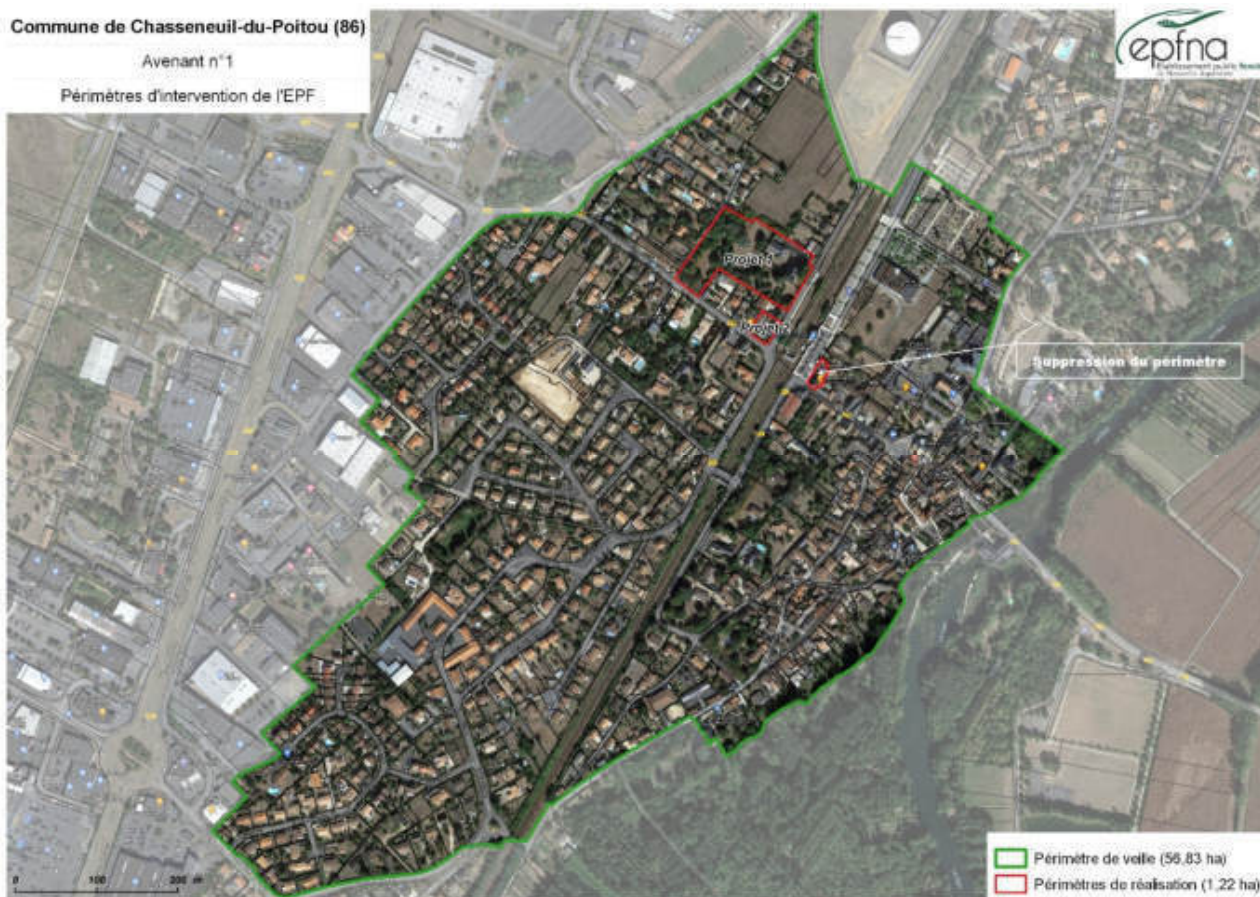 Commune de Chasseneuil-du-Poitou (86)
Avenant n°1
Périmètres d'intervention de l'EPF
epfna
Projet 1
Projet 2
Suppression du périmètre
0 100 200 m
Périmètre de veille (56,83 ha)
Périmètres de réalisation (1,22 ha)